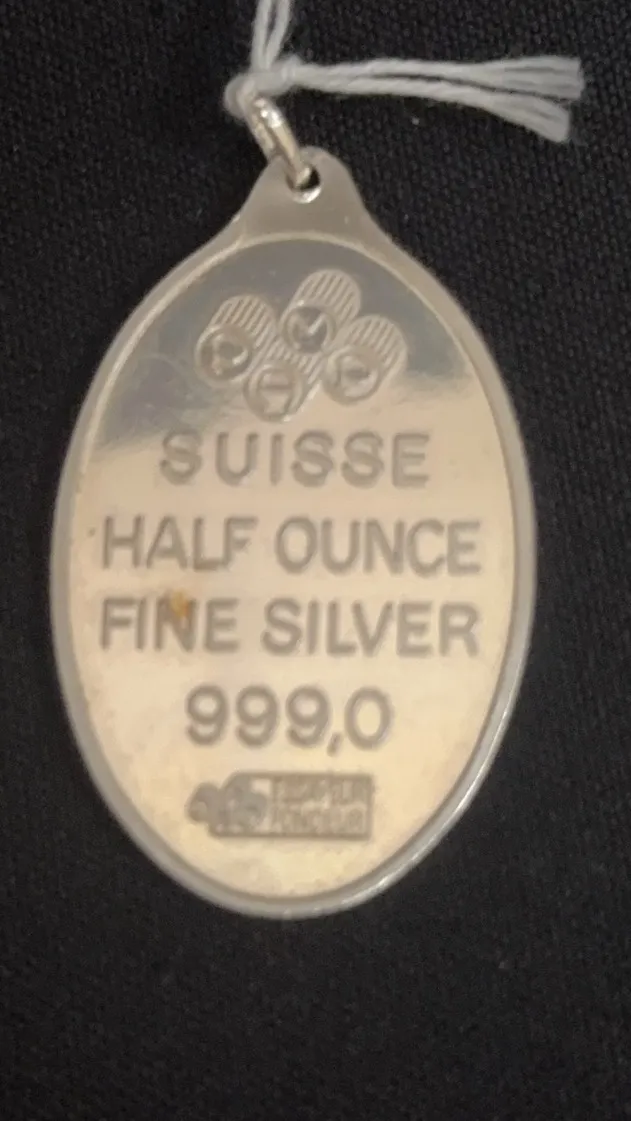 SUISSE
HALF OUNCE
FINE SILVER
999,0